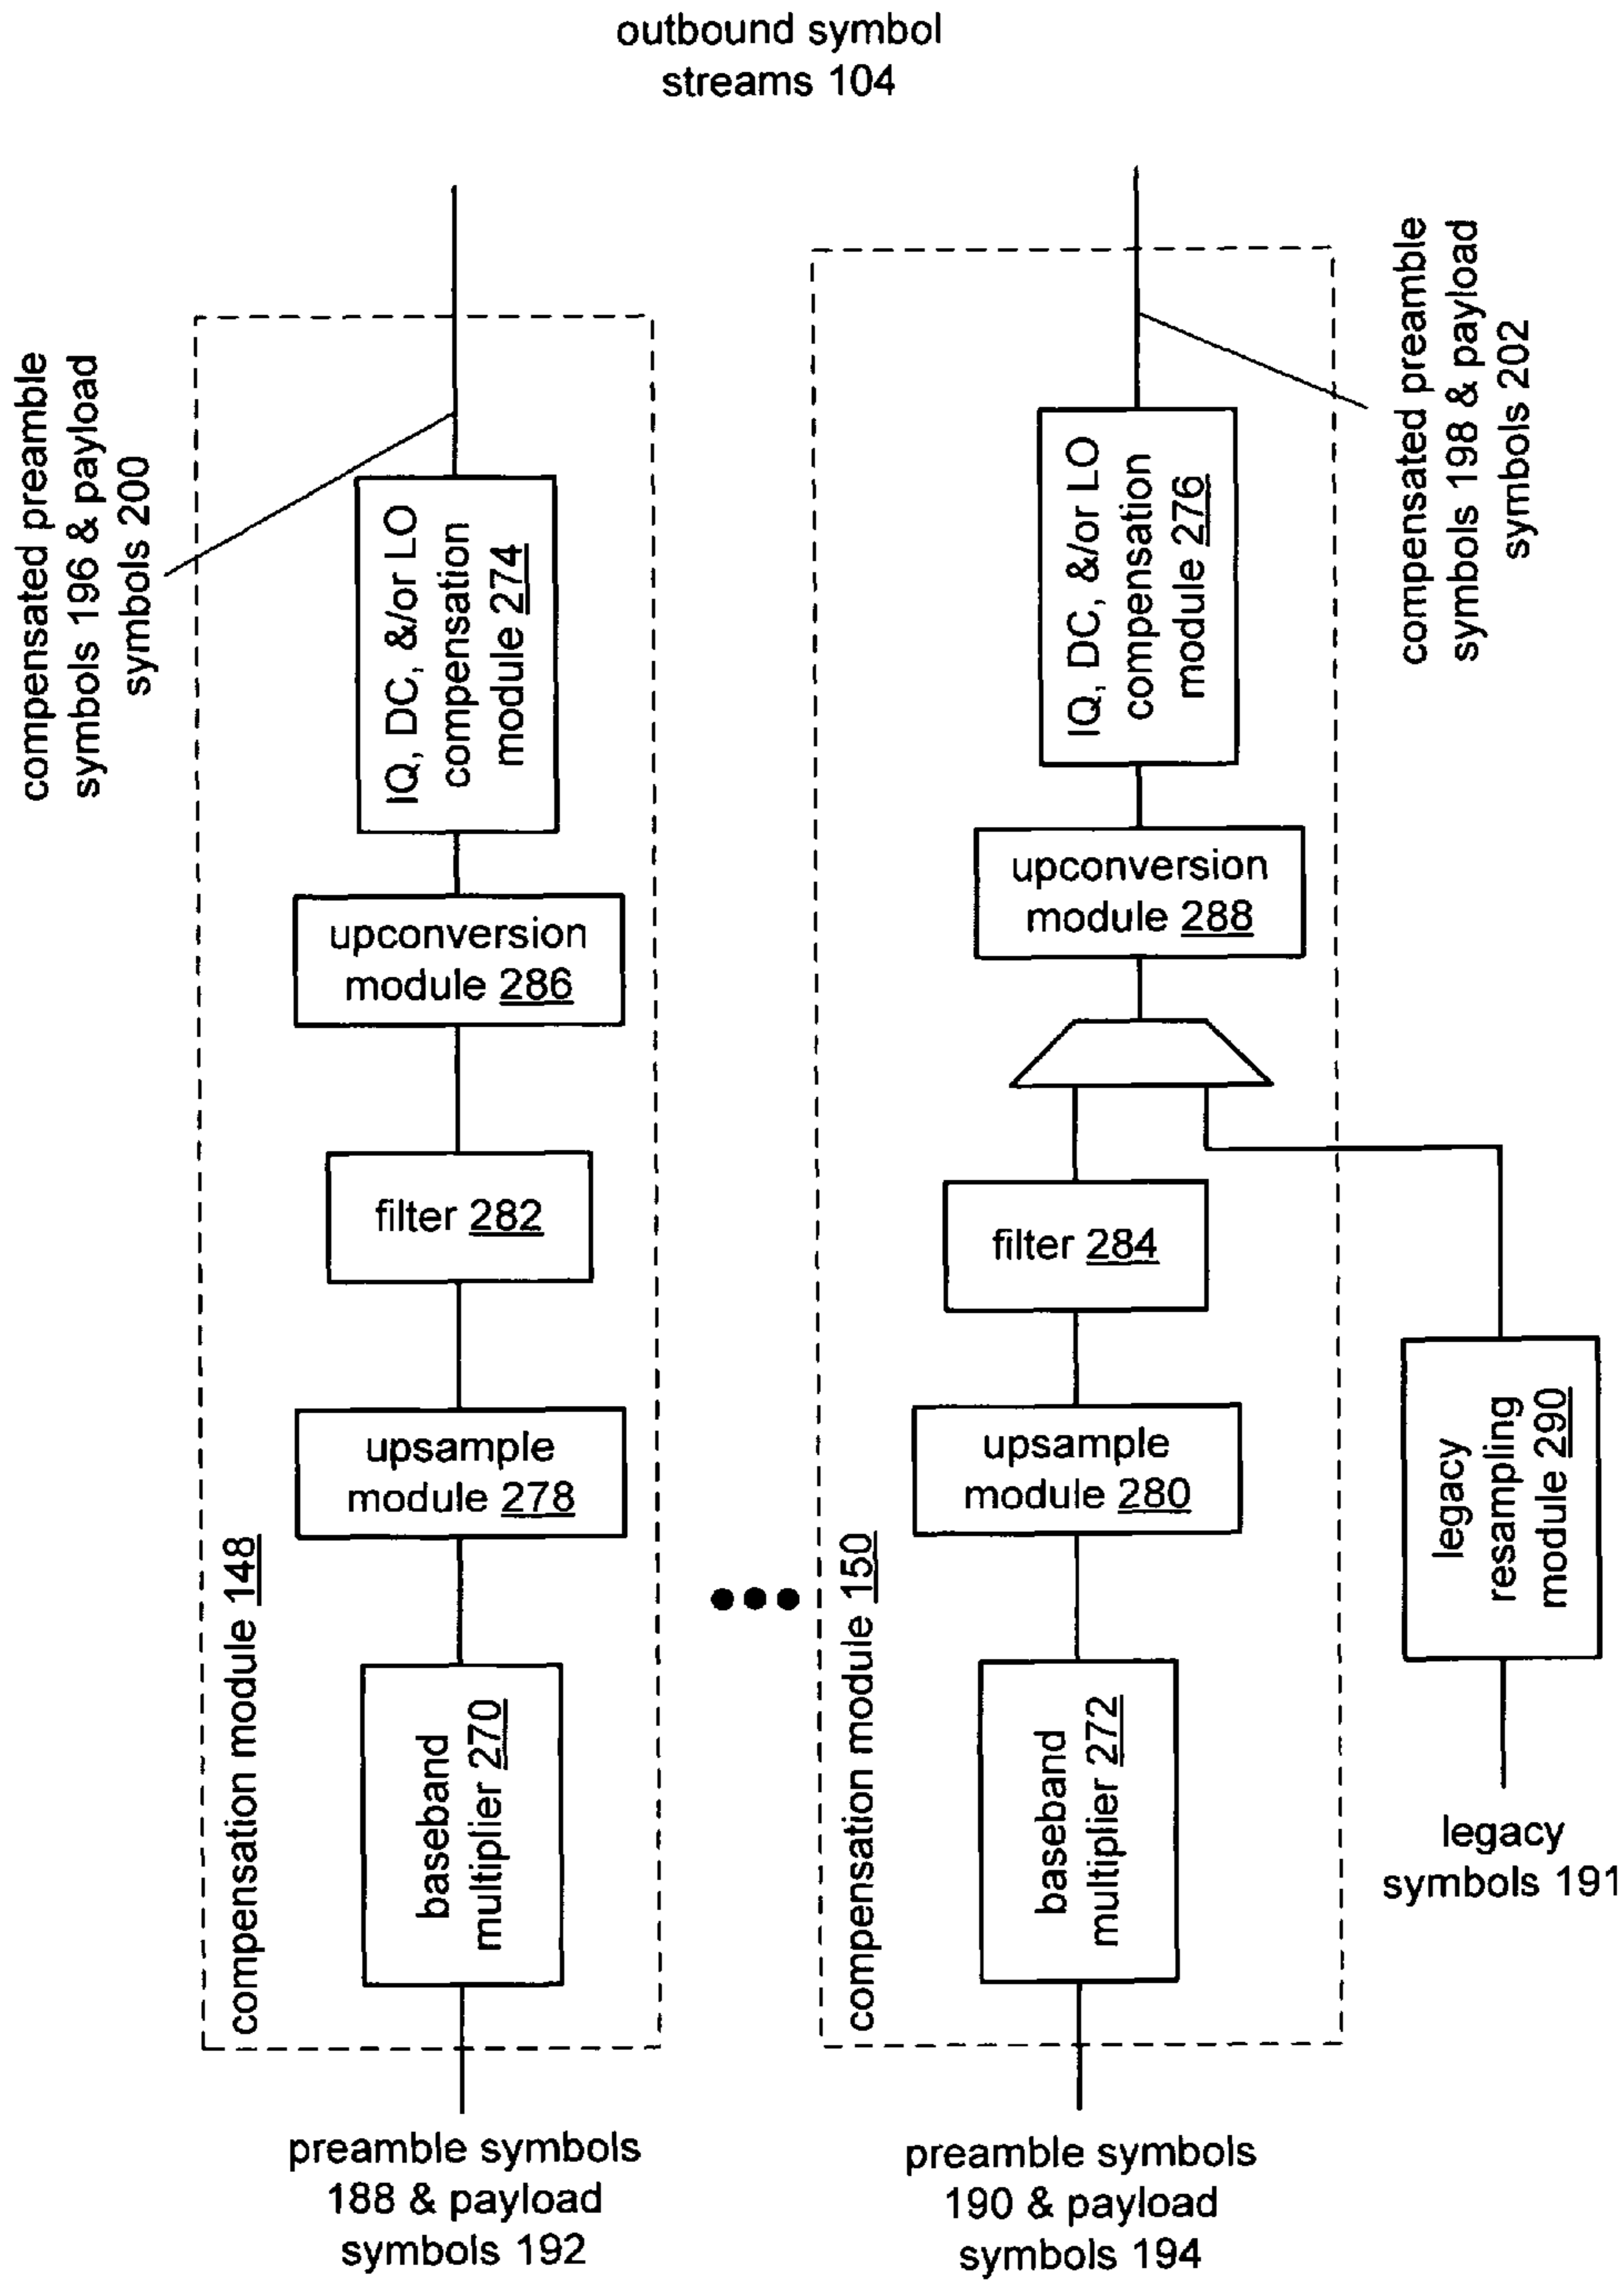 outbound symbol
streams 104
compensated preamble
symbols 196 & payload
symbols 200
IQ, DC, &/or LO
compensation
module 274
upconversion
module 286
filter 282
upsample
module 278
compensation module 148
baseband
multiplier 270
preamble symbols
188 & payload
symbols 192
compensated preamble
symbols 198 & payload
symbols 202
IQ, DC, &/or LO
compensation
module 276
upconversion
module 288
filter 284
upsample
module 280
compensation module 150
baseband
multiplier 272
preamble symbols
190 & payload
symbols 194
legacy
resampling
module 290
legacy
symbols 191